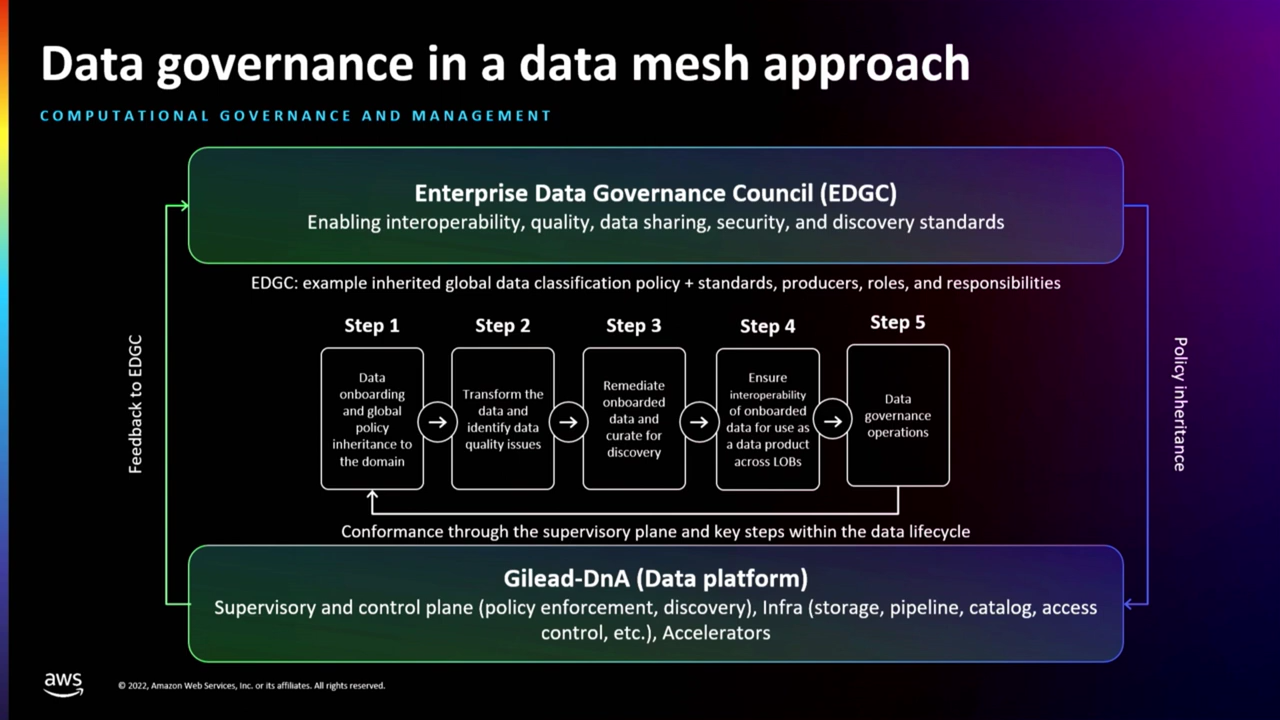 Data governance in a data mesh approach
COMPUTATIONAL GOVERNANCE AND MANAGEMENT
Enterprise Data Governance Council (EDGC)
Enabling interoperability, quality, data sharing, security, and discovery standards
EDGC: example inherited global data classification policy + standards, producers, roles, and responsibilities
Feedback to EDGC
Step 1
Data
onboarding
and global
policy
inheritance to
the domain
Step 2
Transform the
data and
identify data
quality issues
Step 3
Remediate
onboarded
data and
curate for
discovery
Step 4
Ensure
interoperability
of onboarded
data for use as
a data product
across LOBs
Step 5
Data
governance
operations
Policy inheritance
Conformance through the supervisory plane and key steps within the data lifecycle
Gilead-DnA (Data platform)
Supervisory and control plane (policy enforcement, discovery), Infra (storage, pipeline, catalog, access
control, etc.), Accelerators
aws
© 2022, Amazon Web Services, Inc. or its affiliates. All rights reserved.